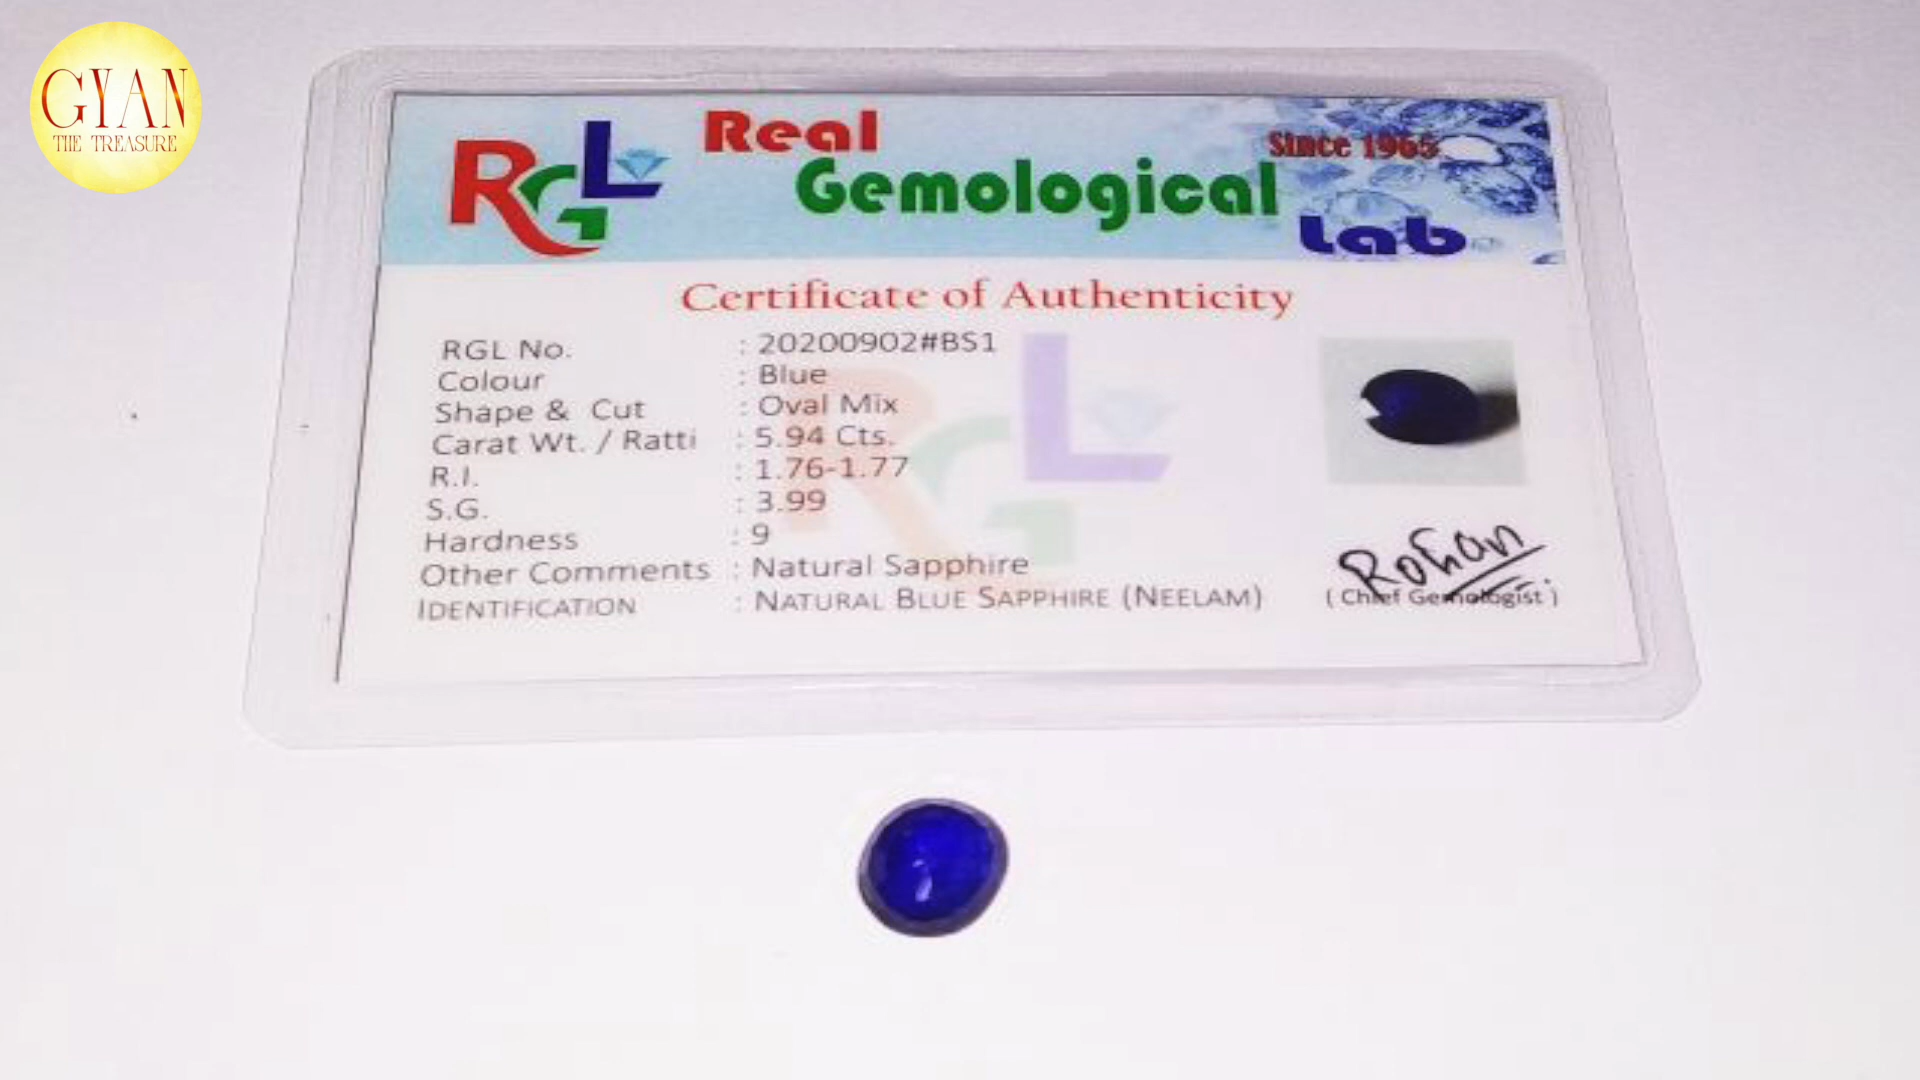 GYAN
THE TREASURE
RGL
Real
Gemological
Lab
Since 1965
Certificate of Authenticity
RGL No. : 20200902#BS1
Colour : Blue
Shape & Cut : Oval Mix
Carat Wt. / Ratti : 5.94 Cts.
R.I. : 1.76-1.77
S.G. : 3.99
Hardness : 9
Other Comments : Natural Sapphire
IDENTIFICATION : NATURAL BLUE SAPPHIRE (NEELAM)
RGL
Rohan
( Chief Gemologist )